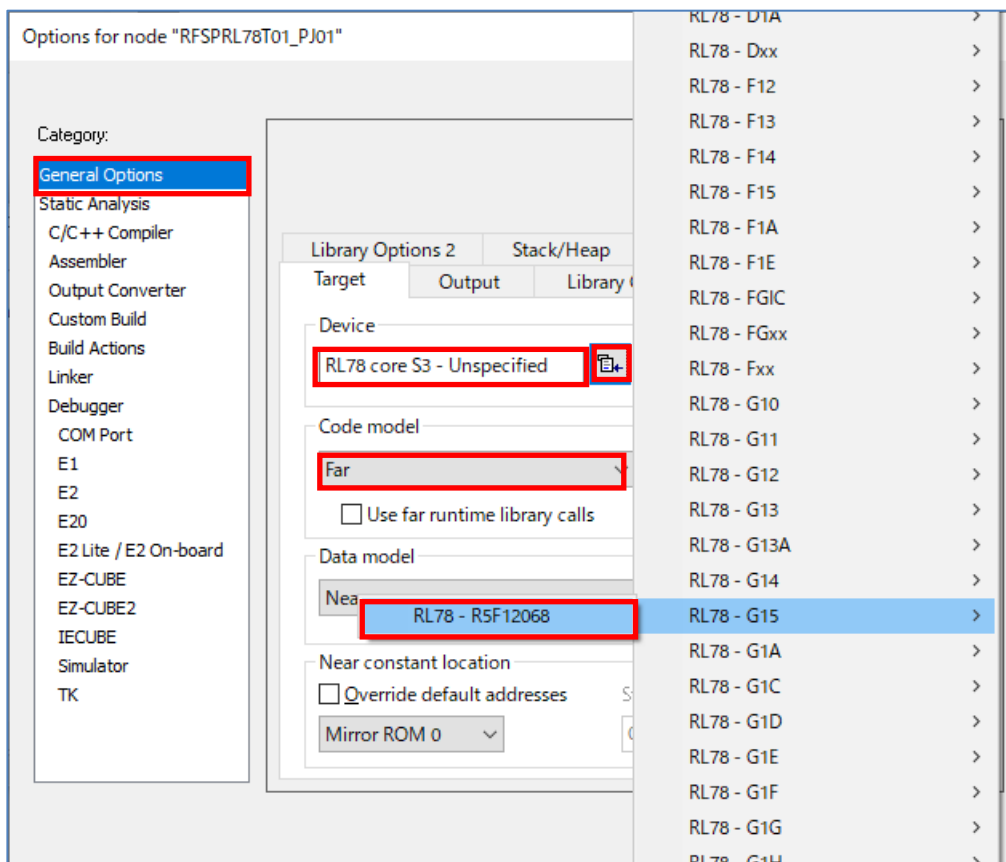 Options for node "RFSPRL78T01_PJ01"
Category:
General Options
Static Analysis
C/C++ Compiler
Assembler
Output Converter
Custom Build
Build Actions
Linker
Debugger
COM Port
E1
E2
E20
E2 Lite / E2 On-board
EZ-CUBE
EZ-CUBE2
IECUBE
Simulator
TK
Library Options 2
Stack/Heap
Target
Output
Library
Device
RL78 core S3 - Unspecified
Code model
Far
Use far runtime library calls
Data model
Nea
RL78 - R5F12068
Near constant location
Override default addresses
Mirror ROM 0
RL78 - D1A
RL78 - Dxx
RL78 - F12
RL78 - F13
RL78 - F14
RL78 - F15
RL78 - F1A
RL78 - F1E
RL78 - FGIC
RL78 - FGxx
RL78 - Fxx
RL78 - G10
RL78 - G11
RL78 - G12
RL78 - G13
RL78 - G13A
RL78 - G14
RL78 - G15
RL78 - G1A
RL78 - G1C
RL78 - G1D
RL78 - G1E
RL78 - G1F
RL78 - G1G
RL78 - G1H